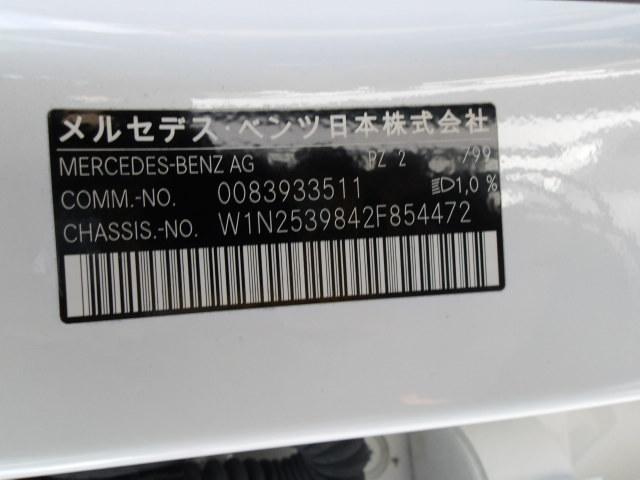 メルセデス・ベンツ日本株式会社
MERCEDES-BENZ AG PZ 2 /99
COMM.-NO. 0083933511 1,0 %
CHASSIS.-NO. W1N2539842F854472